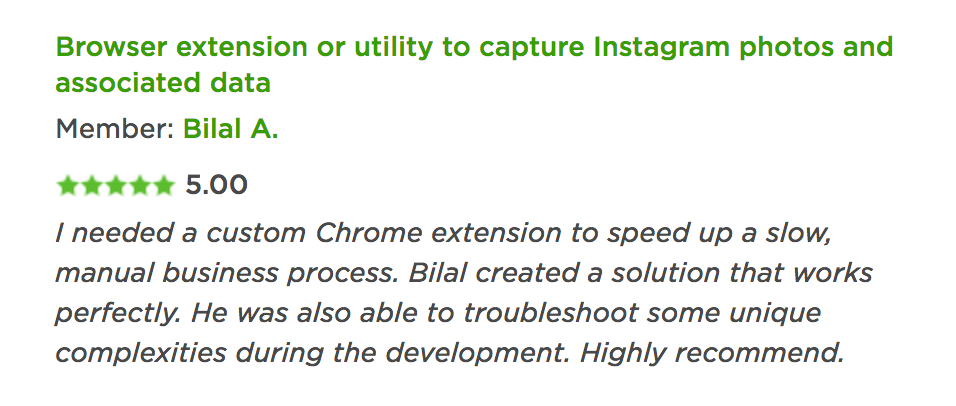 Browser extension or utility to capture Instagram photos and
associated data
Member: Bilal A.
5.00
I needed a custom Chrome extension to speed up a slow,
manual business process. Bilal created a solution that works
perfectly. He was also able to troubleshoot some unique
complexities during the development. Highly recommend.